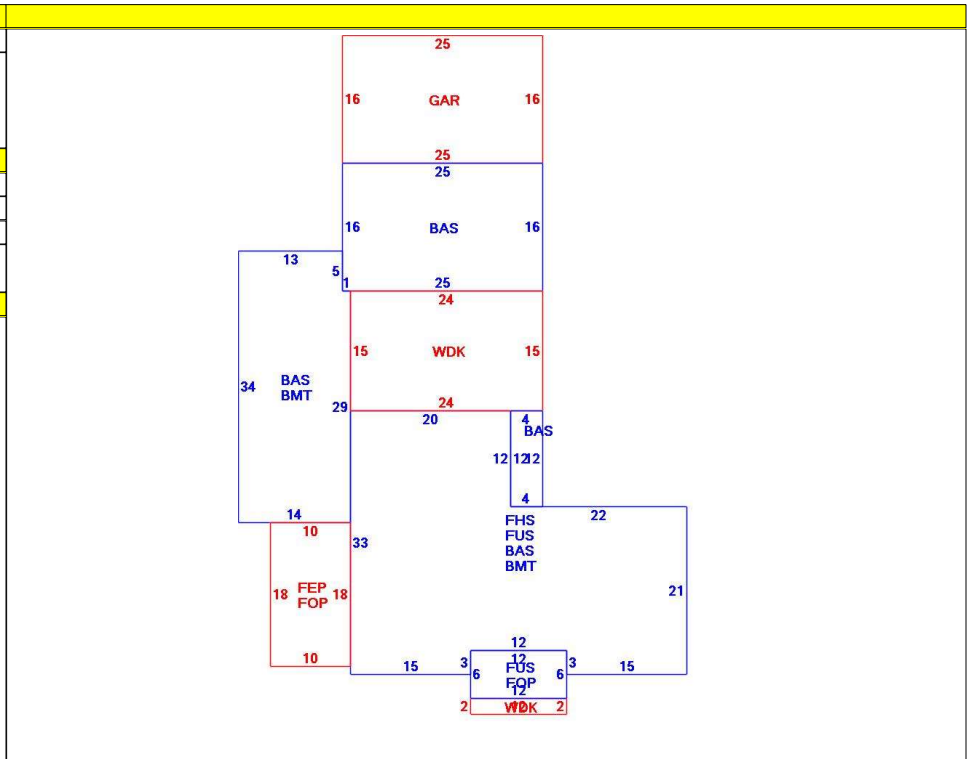 25
16 GAR 16
25
25
16 BAS 16
13
5
1 25
24
15 WDK 15
34 BAS
BMT
29 24
20 4
BAS
12 12 12
4
14 22
10 FHS
FUS
33 BAS
BMT
18 FEP 18
FOP
21
12
10 15 3 12 3 15
6 FUS 6
FOP
12
2 WDK 12 2